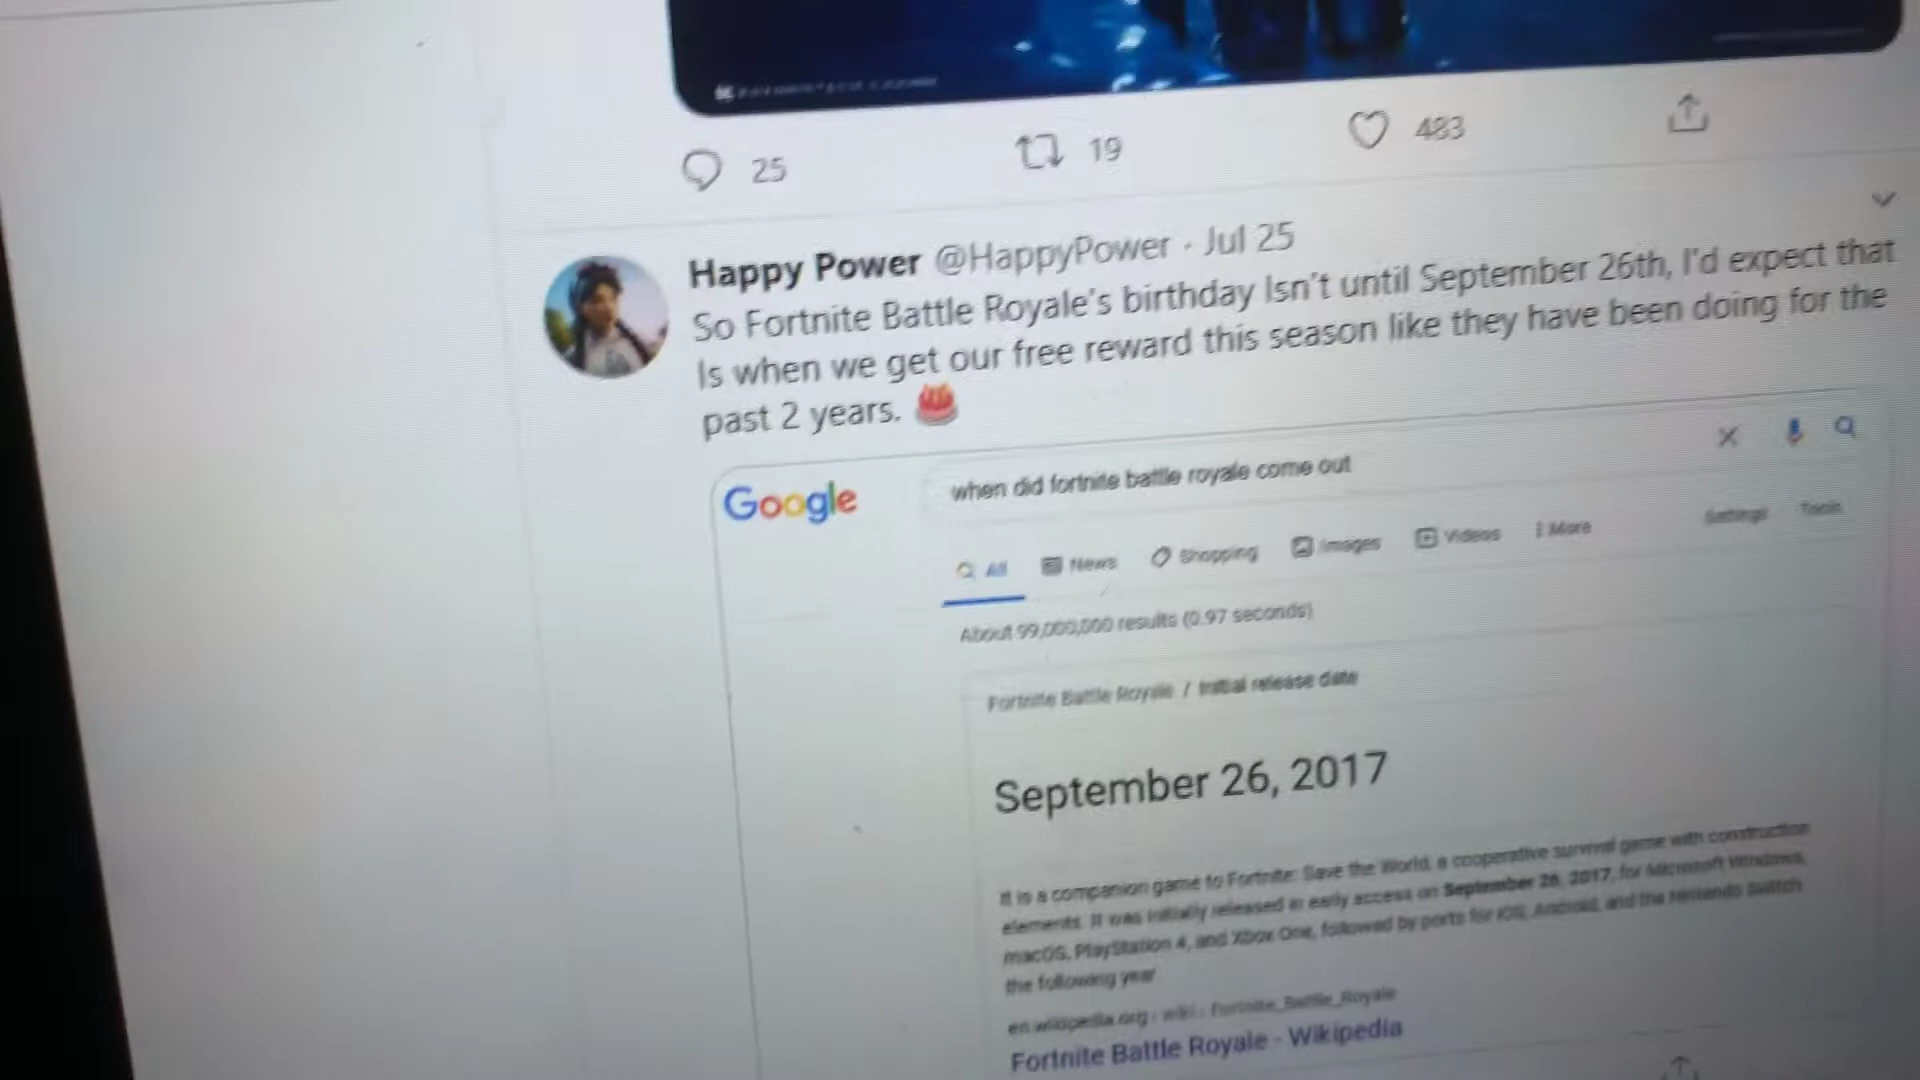 25 19 483
Happy Power @HappyPower · Jul 25
So Fortnite Battle Royale's birthday Isn't until September 26th, I'd expect that
Is when we get our free reward this season like they have been doing for the
past 2 years.
Google
when did fortnite battle royale come out
All News Shopping Images Videos More Settings Tools
About 99,000,000 results (0.97 seconds)
Fortnite Battle Royale / Initial release date
September 26, 2017
It is a companion game to Fortnite: Save the World, a cooperative survival game with construction
elements. It was initially released in early access on September 26, 2017, for Microsoft Windows,
macOS, PlayStation 4, and Xbox One, followed by ports for iOS, Android, and the Nintendo Switch
the following year
en.wikipedia.org › wiki › Fortnite_Battle_Royale
Fortnite Battle Royale - Wikipedia